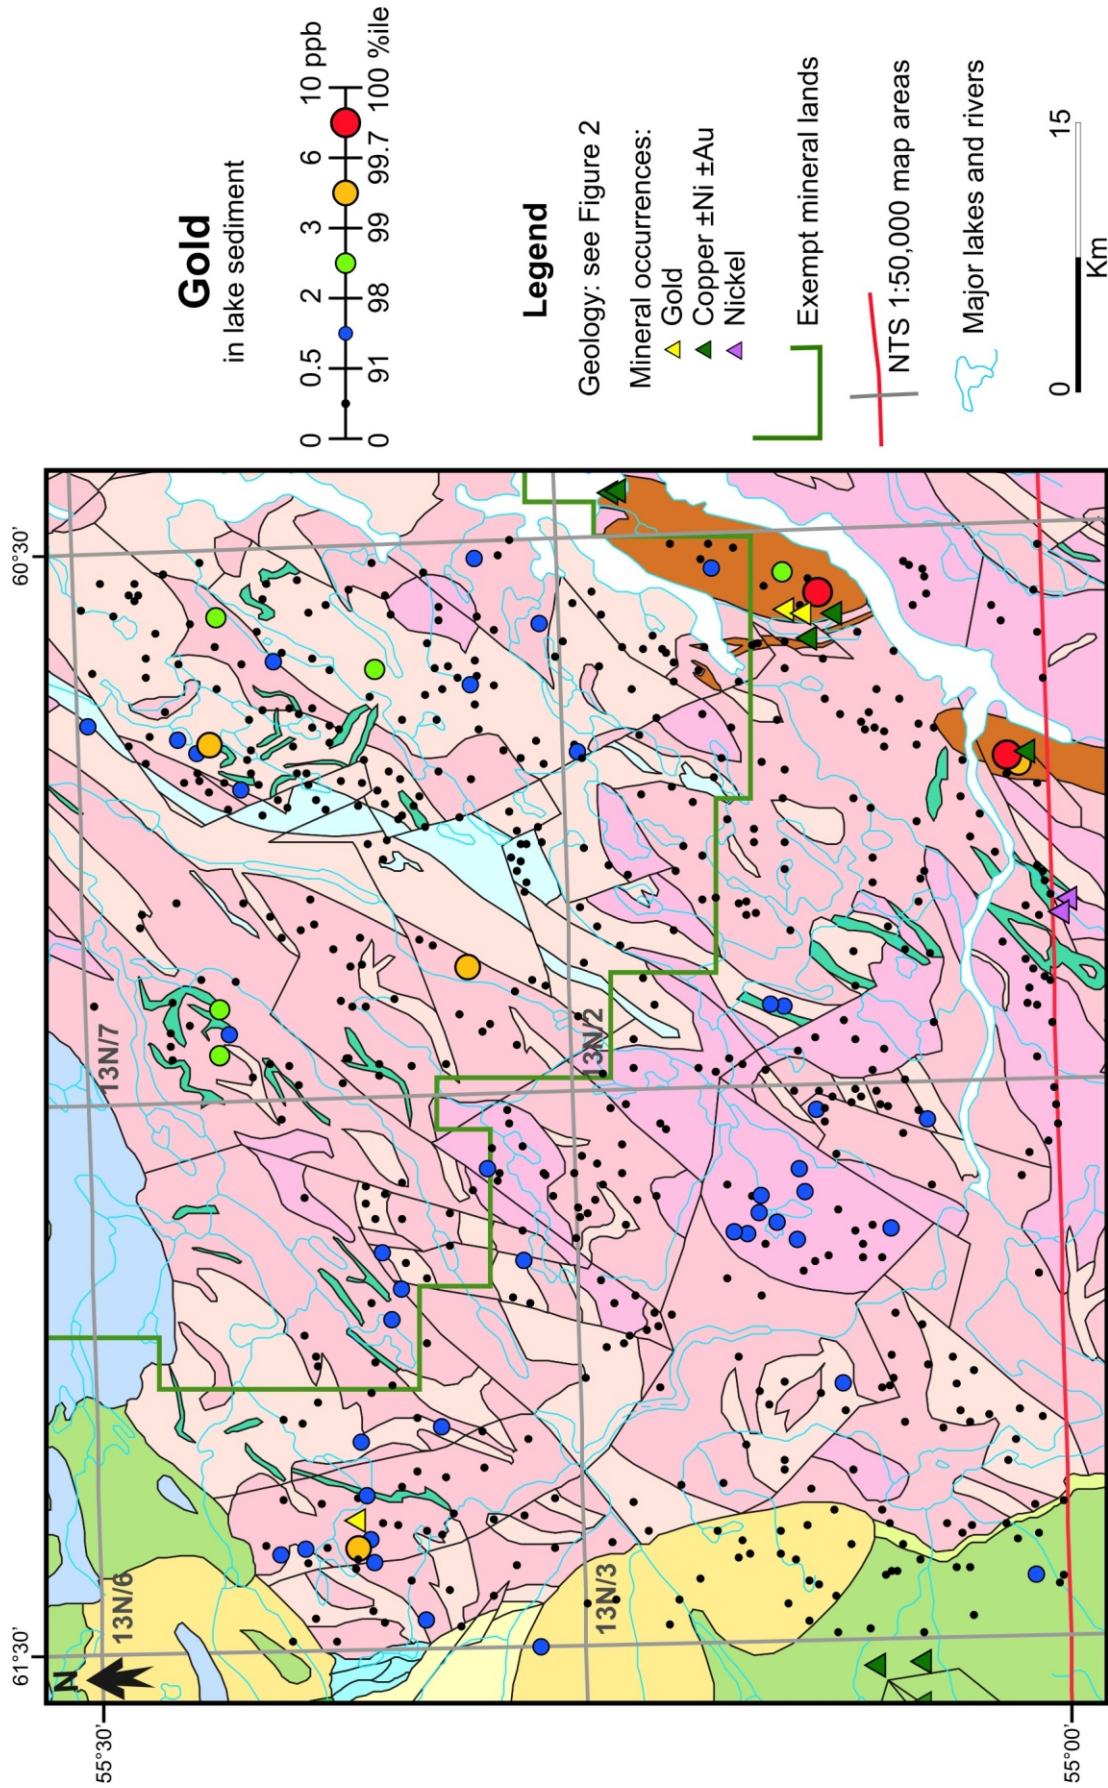 61°30'
60°30'
55°30'
55°00'
N
13N/6
13N/7
13N/3
13N/2
Gold
in lake sediment
0 0.5 2 3 6 10 ppb
0 91 98 99 99.7 100 %ile
Legend
Geology: see Figure 2
Mineral occurrences:
Gold
Copper ±Ni ±Au
Nickel
Exempt mineral lands
NTS 1:50,000 map areas
Major lakes and rivers
0 15
Km